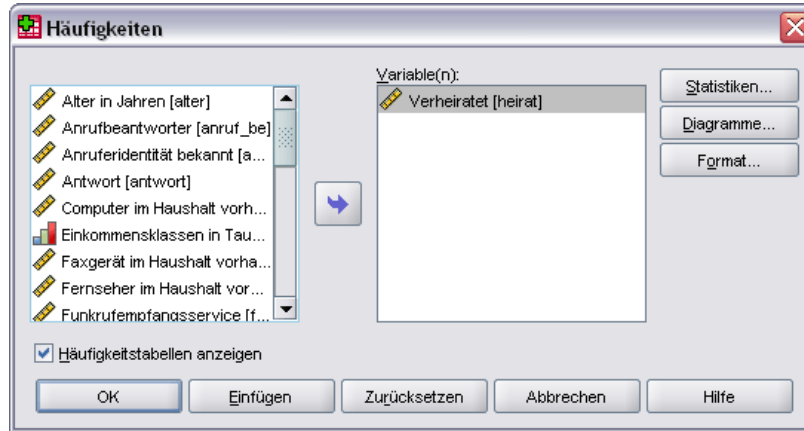 Häufigkeiten
Variable(n):
Alter in Jahren [alter]
Anrufbeantworter [anruf_be]
Anruferidentität bekannt [a...
Antwort [antwort]
Computer im Haushalt vorh...
Einkommensklassen in Tau...
Faxgerät im Haushalt vorha...
Fernseher im Haushalt vor...
Funkrufempfangsservice [f...
Verheiratet [heirat]
Statistiken...
Diagramme...
Format...
Häufigkeitstabellen anzeigen
OK
Einfügen
Zurücksetzen
Abbrechen
Hilfe